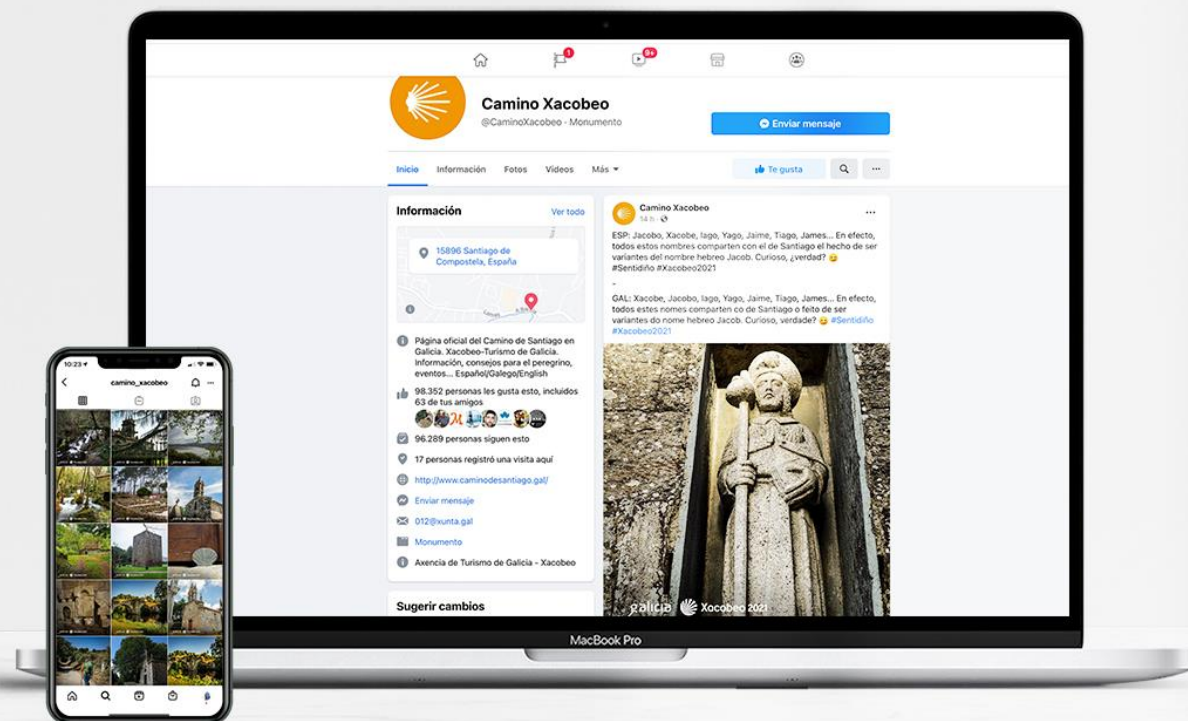 1
9+
Camino Xacobeo
@CaminoXacobeo · Monumento
Enviar mensaje
Inicio Información Fotos Videos Más
Te gusta
Información Ver todo
15896 Santiago de
Compostela, España
Página oficial del Camino de Santiago en
Galicia. Xacobeo-Turismo de Galicia.
Información, consejos para el peregrino,
eventos... Español/Galego/English
98.352 personas les gusta esto, incluidos
63 de tus amigos
96.289 personas siguen esto
17 personas registró una visita aquí
http://www.caminodesantiago.gal/
Enviar mensaje
012@xunta.gal
Monumento
Axencia de Turismo de Galicia - Xacobeo
Sugerir cambios
Camino Xacobeo
14 h ·
ESP: Jacobo, Xacobe, Iago, Yago, Jaime, Tiago, James... En efecto,
todos estos nombres comparten con el de Santiago el hecho de ser
variantes del nombre hebreo Jacob. Curioso, ¿verdad? 😉
#Sentidiño #Xacobeo2021
-
GAL: Xacobe, Jacobo, Iago, Yago, Jaime, Tiago, James... En efecto,
todos estes nomes comparten co de Santiago o feito de ser
variantes do nome hebreo Jacob. Curioso, verdade? 😉 #Sentidiño
#Xacobeo2021
galicia Xacobeo 2021
MacBook Pro
10:23
camino_xacobeo